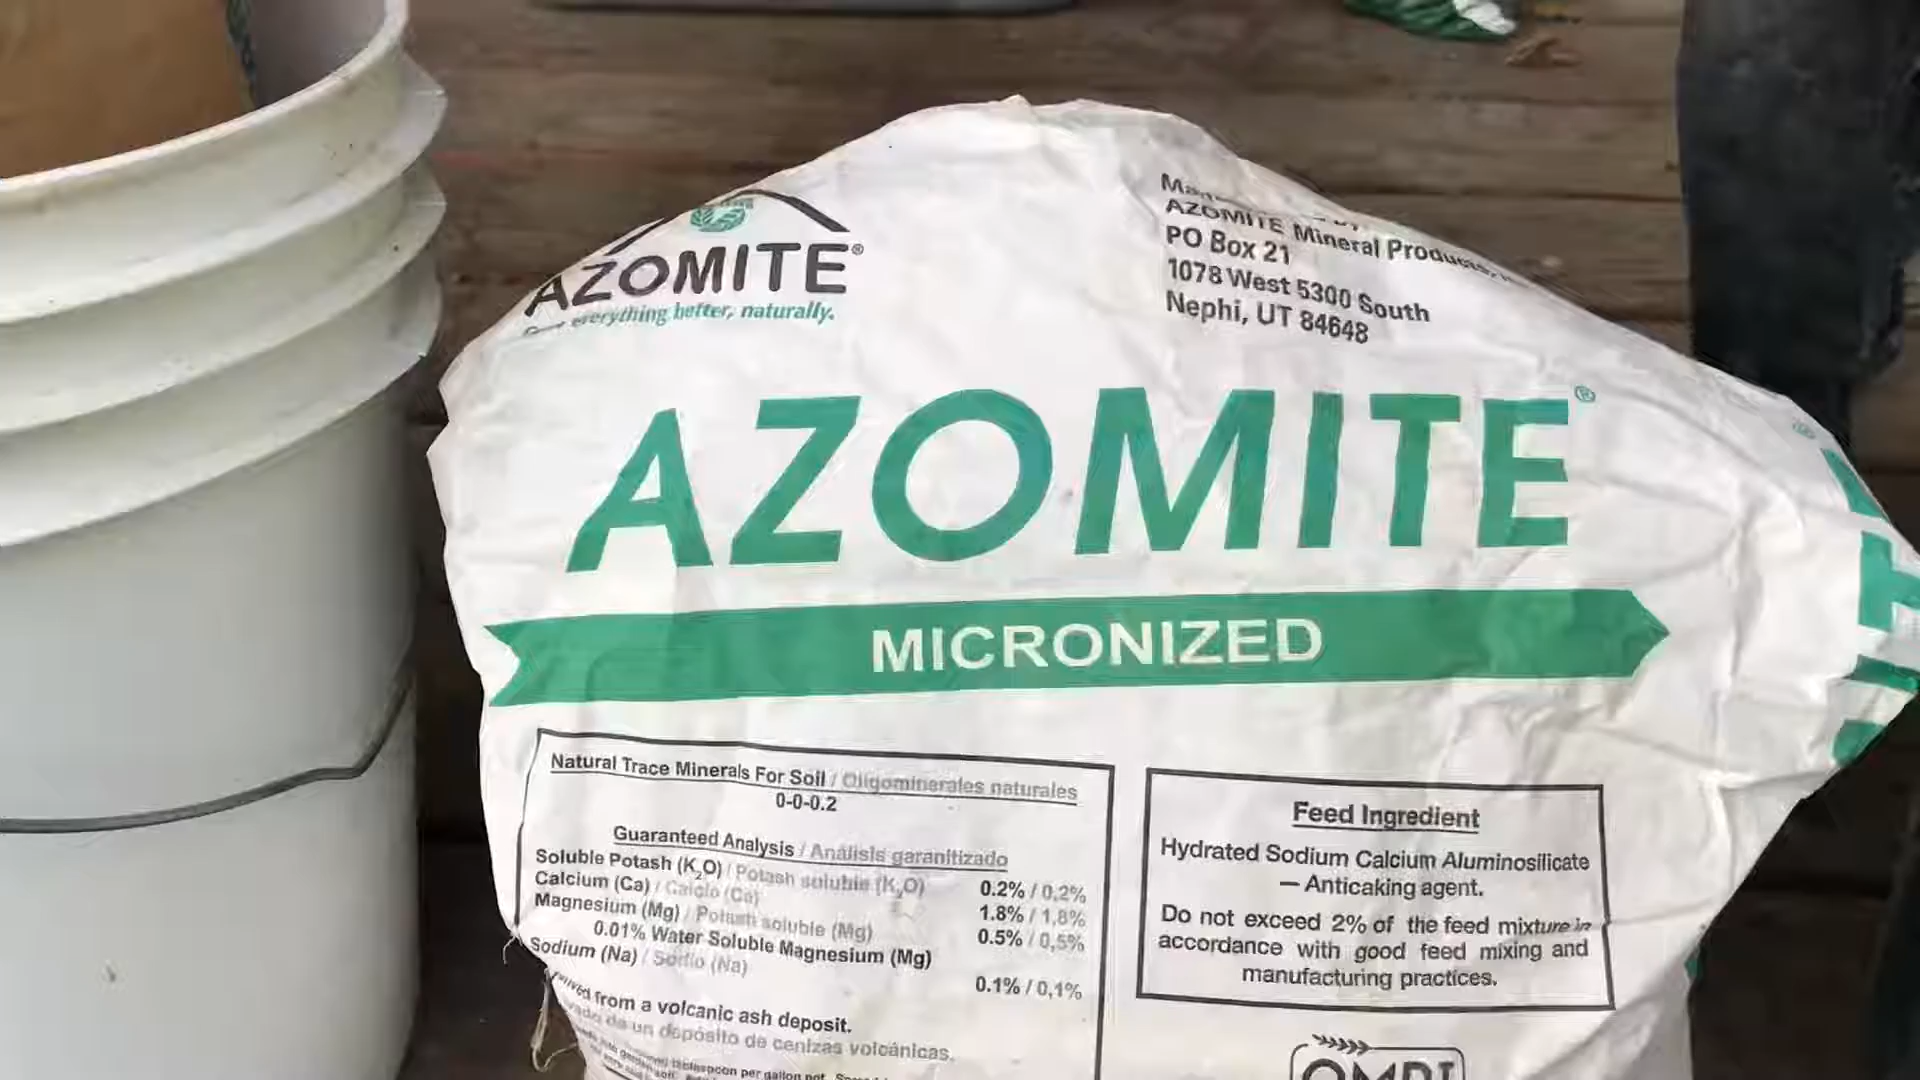 AZOMITE®
everything better, naturally.
AZOMITE Mineral Products,
PO Box 21
1078 West 5300 South
Nephi, UT 84648
AZOMITE®
MICRONIZED
Natural Trace Minerals For Soil / Oligominerales naturales
0-0-0.2
Guaranteed Analysis / Análisis garanitizado
Soluble Potash (K₂O) / Potash soluble (K₂O) 0.2% / 0,2%
Calcium (Ca) / Calcio (Ca) 1.8% / 1,8%
Magnesium (Mg) / Potash soluble (Mg) 0.5% / 0,5%
0.01% Water Soluble Magnesium (Mg)
Sodium (Na) / Sodio (Na) 0.1% / 0,1%
from a volcanic ash deposit.
de un depósito de cenizas volcánicas.
tablespoon per gallon pot.
Feed Ingredient
Hydrated Sodium Calcium Aluminosilicate
— Anticaking agent.
Do not exceed 2% of the feed mixture in
accordance with good feed mixing and
manufacturing practices.
OMRI